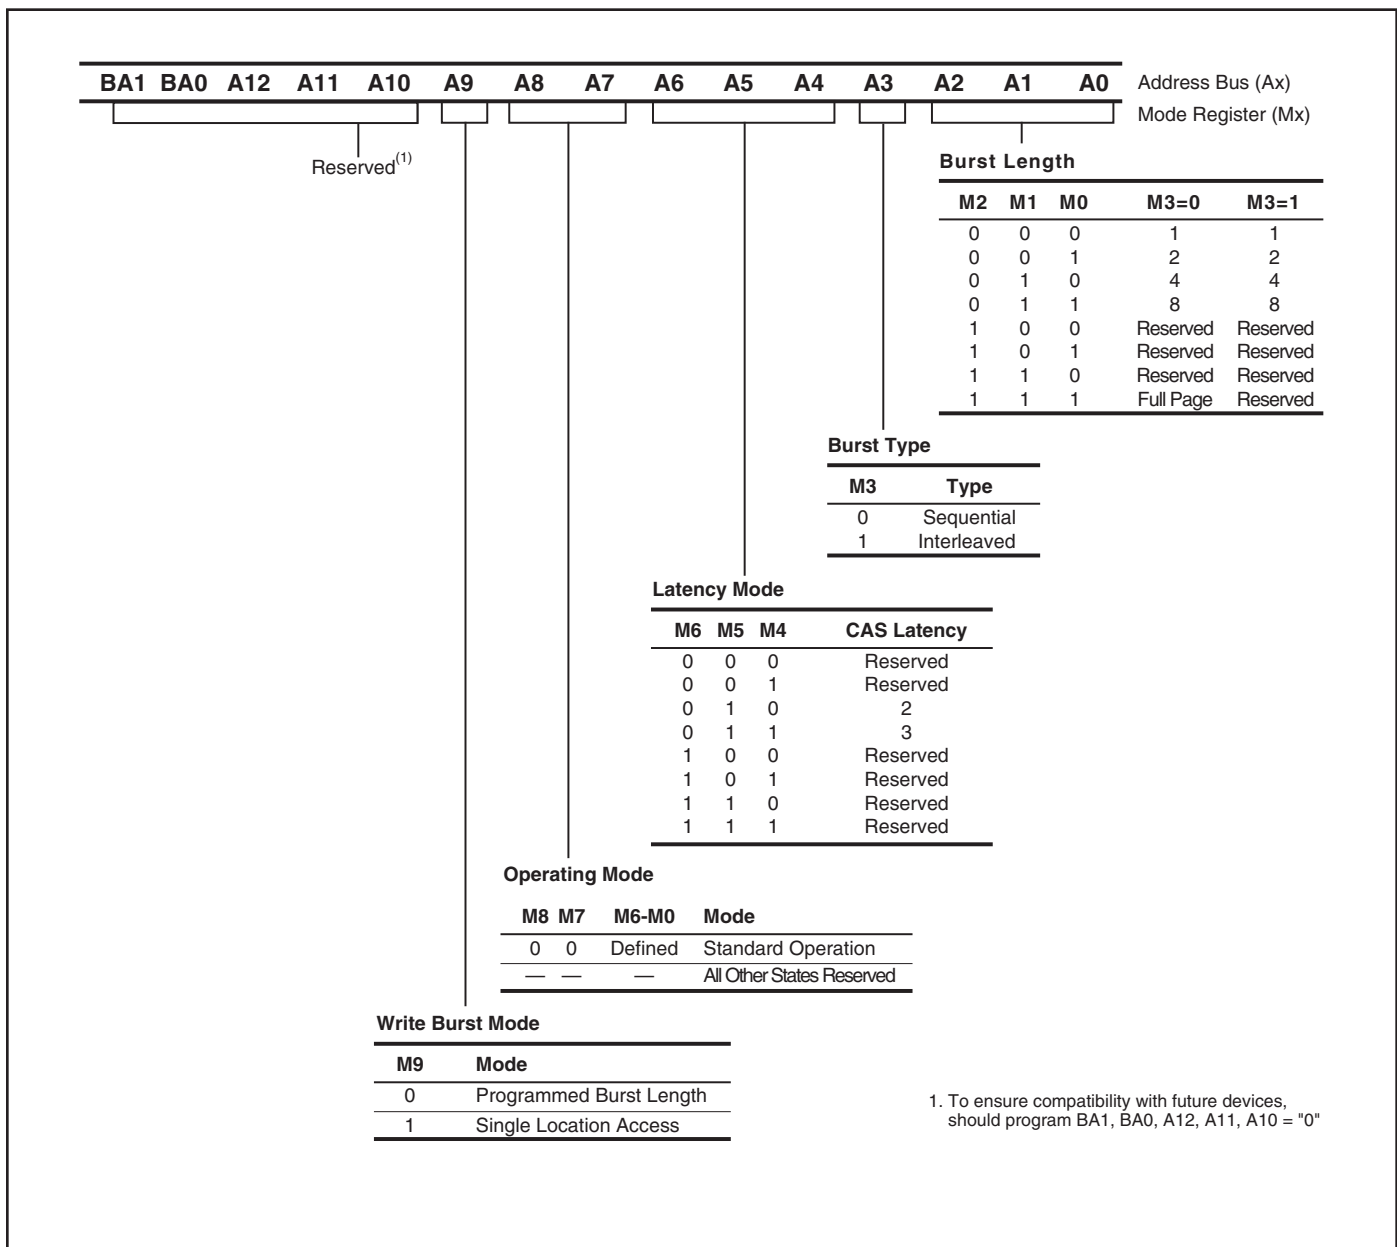 BA1 BA0 A12 A11 A10 A9 A8 A7 A6 A5 A4 A3 A2 A1 A0 Address Bus (Ax)
Mode Register (Mx)
Reserved(1)
Burst Length
M2 M1 M0 M3=0 M3=1
0 0 0 1 1
0 0 1 2 2
0 1 0 4 4
0 1 1 8 8
1 0 0 Reserved Reserved
1 0 1 Reserved Reserved
1 1 0 Reserved Reserved
1 1 1 Full Page Reserved
Burst Type
M3 Type
0 Sequential
1 Interleaved
Latency Mode
M6 M5 M4 CAS Latency
0 0 0 Reserved
0 0 1 Reserved
0 1 0 2
0 1 1 3
1 0 0 Reserved
1 0 1 Reserved
1 1 0 Reserved
1 1 1 Reserved
Operating Mode
M8 M7 M6-M0 Mode
0 0 Defined Standard Operation
— — — All Other States Reserved
Write Burst Mode
M9 Mode
0 Programmed Burst Length
1 Single Location Access
1. To ensure compatibility with future devices,
should program BA1, BA0, A12, A11, A10 = "0"